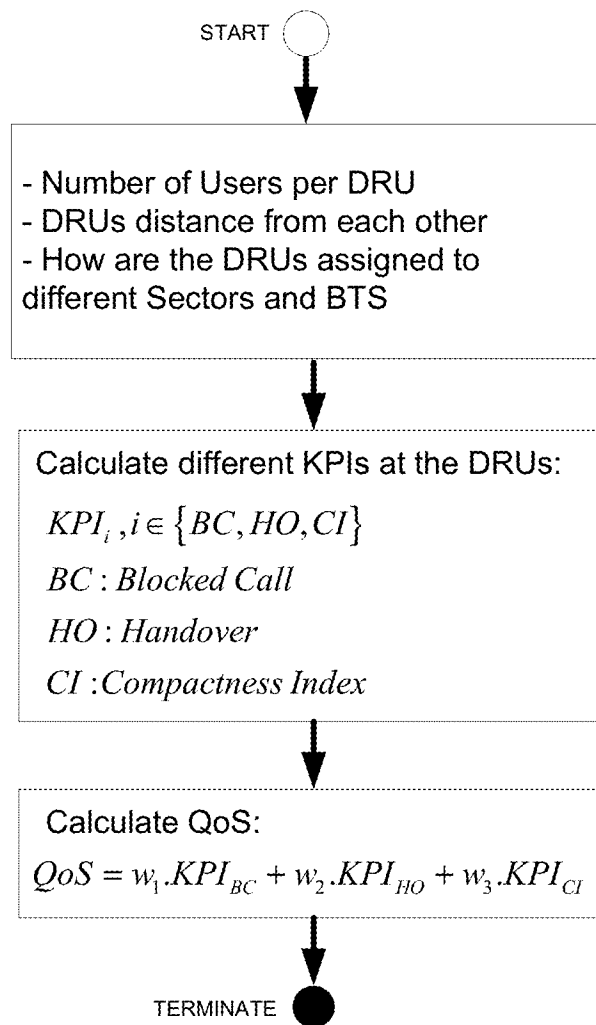 START
- Number of Users per DRU
- DRUs distance from each other
- How are the DRUs assigned to
different Sectors and BTS
Calculate different KPIs at the DRUs:
KPI_i , i ∈ {BC, HO, CI}
BC : Blocked Call
HO : Handover
CI : Compactness Index
Calculate QoS:
QoS = w_1.KPI_BC + w_2.KPI_HO + w_3.KPI_CI
TERMINATE